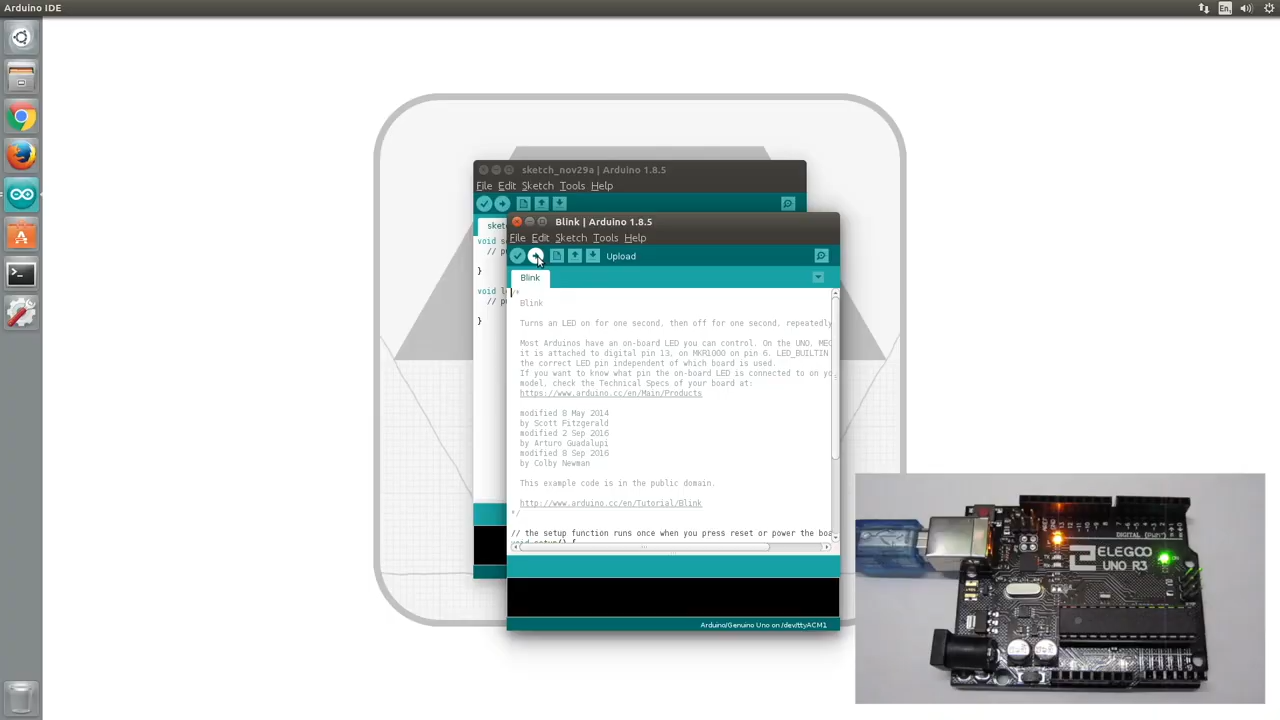 Arduino IDE
En
sketch_nov29a | Arduino 1.8.5
File Edit Sketch Tools Help
void
//
}
void
//
}
Blink | Arduino 1.8.5
File Edit Sketch Tools Help
Upload
Blink
/*
Blink
Turns an LED on for one second, then off for one second, repeatedly
Most Arduinos have an on-board LED you can control. On the UNO,
it is attached to digital pin 13, on MKR1000 on pin 6. LED_BUILTIN
the correct LED pin independent of which board is used.
If you want to know what pin the on-board LED is connected to on
model, check the Technical Specs of your board at:
https://www.arduino.cc/en/Main/Products
modified 8 May 2014
by Scott Fitzgerald
modified 2 Sep 2016
by Arturo Guadalupi
modified 8 Sep 2016
by Colby Newman
This example code is in the public domain.
http://www.arduino.cc/en/Tutorial/Blink
*/
// the setup function runs once when you press reset or power the boa
void setup() {
Arduino/Genuino Uno on /dev/ttyACM1
DIGITAL (PWM~)
ELEGOO
UNO R3
ON